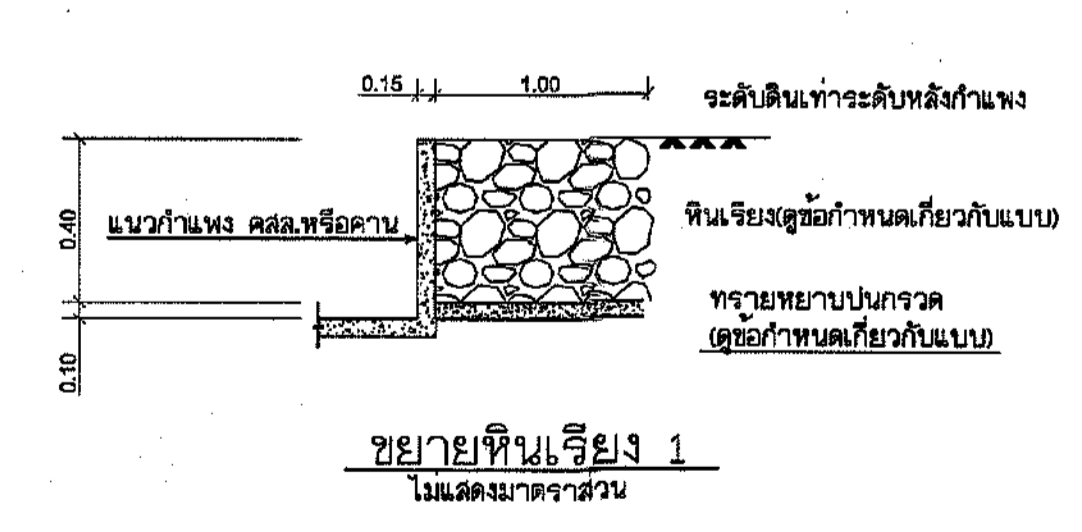 0.15 1.00
ระดับดินเท่าระดับหลังกำแพง
0.40
แนวกำแพง คสล.หรือคาน
หินเรียง(ดูข้อกำหนดเกี่ยวกับแบบ)
ทรายหยาบปนกรวด
(ดูข้อกำหนดเกี่ยวกับแบบ)
0.10
ขยายหินเรียง 1
ไม่แสดงมาตราส่วน